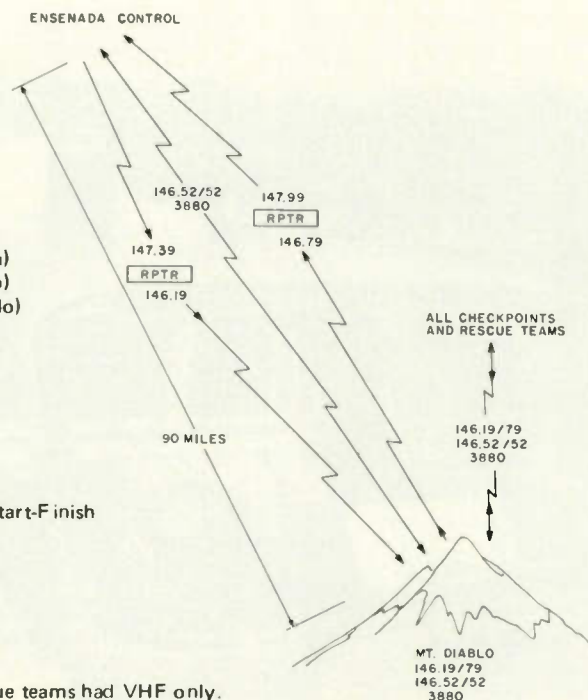 ENSENADA CONTROL
146.52/52
3880
147.99
RPTR
146.79
147.39
RPTR
146.19
)
)
lo)
ALL CHECKPOINTS
AND RESCUE TEAMS
146.19/79
146.52/52
3880
90 MILES
tart-Finish
MT. DIABLO
146.19/79
146.52/52
3880
ue teams had VHF only.